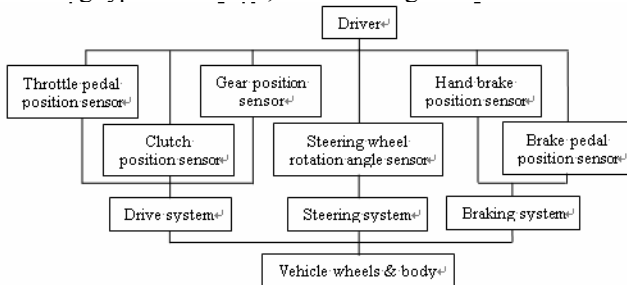 Driver
Throttle pedal
position sensor
Gear position
sensor
Hand brake
position sensor
Clutch
position sensor
Steering wheel
rotation angle sensor
Brake pedal
position sensor
Drive system
Steering system
Braking system
Vehicle wheels & body